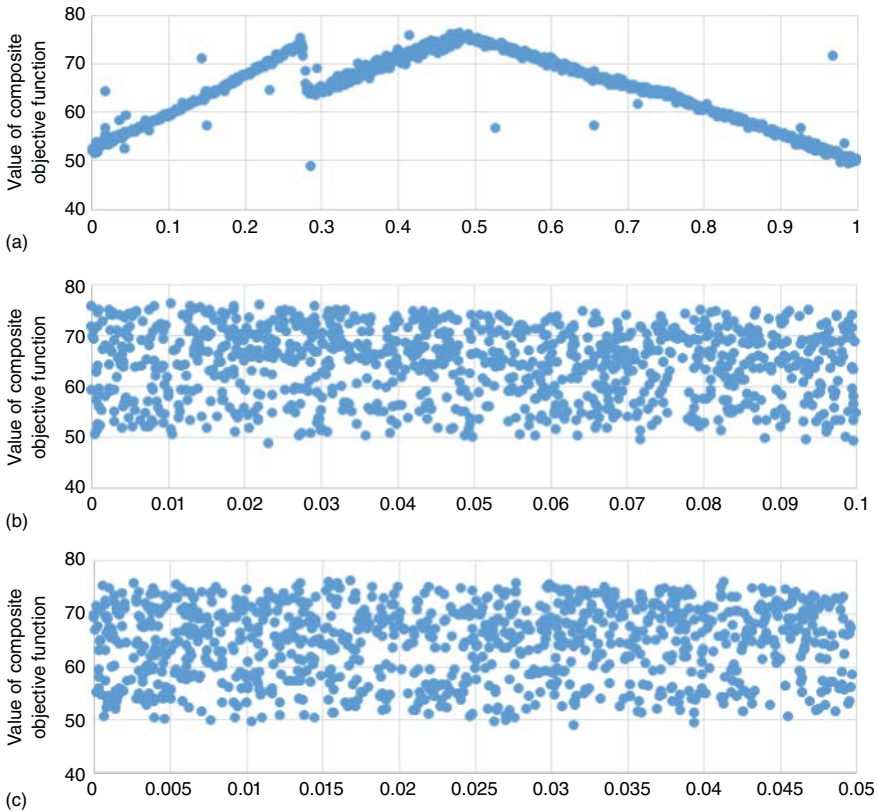 Value of composite
objective function
80
70
60
50
40
0 0.1 0.2 0.3 0.4 0.5 0.6 0.7 0.8 0.9 1
(a)
Value of composite
objective function
80
70
60
50
40
0 0.01 0.02 0.03 0.04 0.05 0.06 0.07 0.08 0.09 0.1
(b)
Value of composite
objective function
80
70
60
50
40
0 0.005 0.01 0.015 0.02 0.025 0.03 0.035 0.04 0.045 0.05
(c)